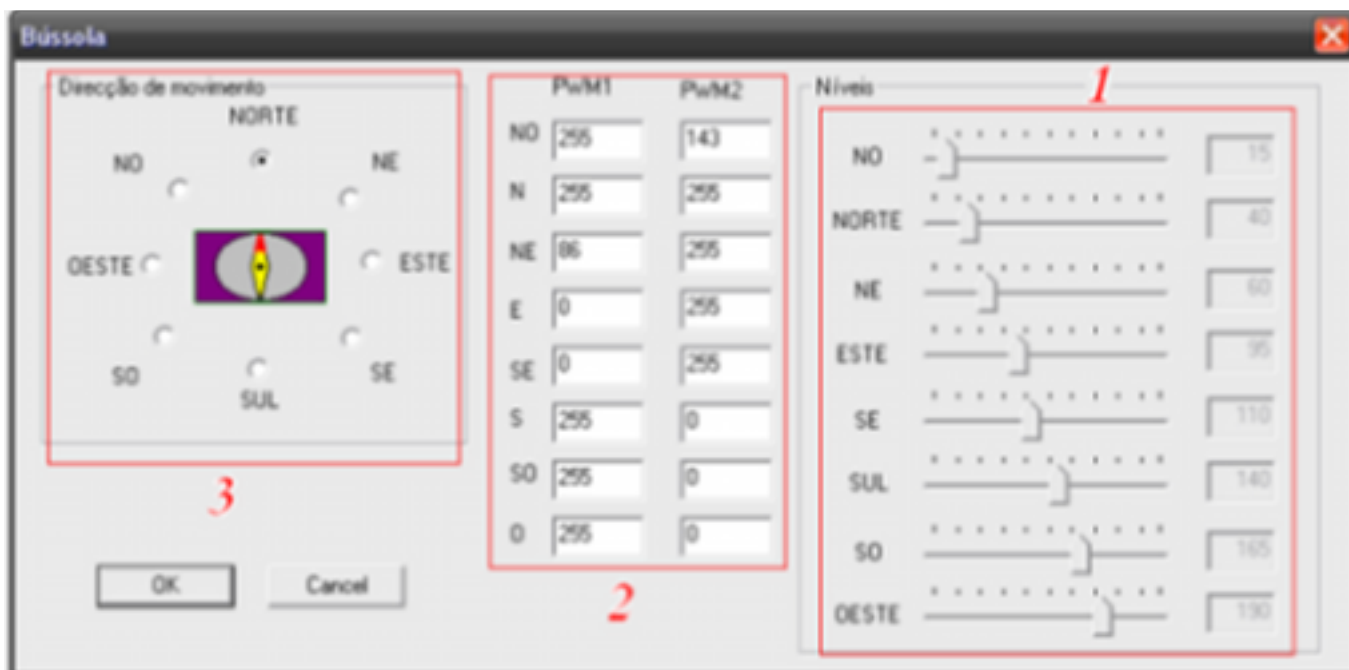 Bússola
Direcção de movimento
NORTE
NO
NE
OESTE
ESTE
SO
SE
SUL
3
OK
Cancel
PWM1 PWM2
NO 255 143
N 255 255
NE 86 255
E 0 255
SE 0 255
S 255 0
SO 255 0
O 255 0
2
Níveis
1
NO 15
NORTE 40
NE 60
ESTE 95
SE 110
SUL 140
SO 165
OESTE 190